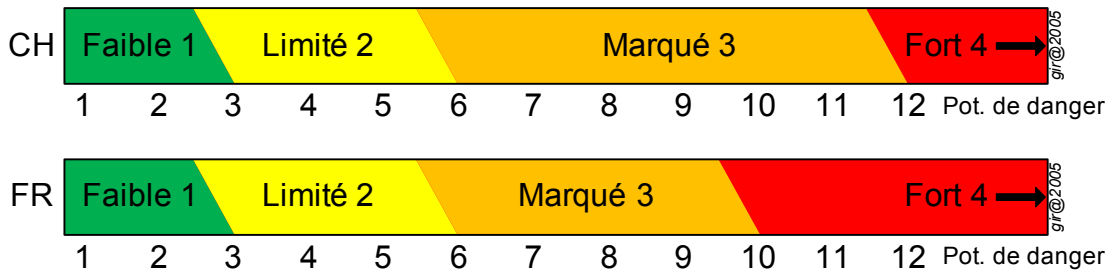 CH Faible 1 Limité 2 Marqué 3 Fort 4 gir@2005
1 2 3 4 5 6 7 8 9 10 11 12 Pot. de danger
FR Faible 1 Limité 2 Marqué 3 Fort 4 gir@2005
1 2 3 4 5 6 7 8 9 10 11 12 Pot. de danger